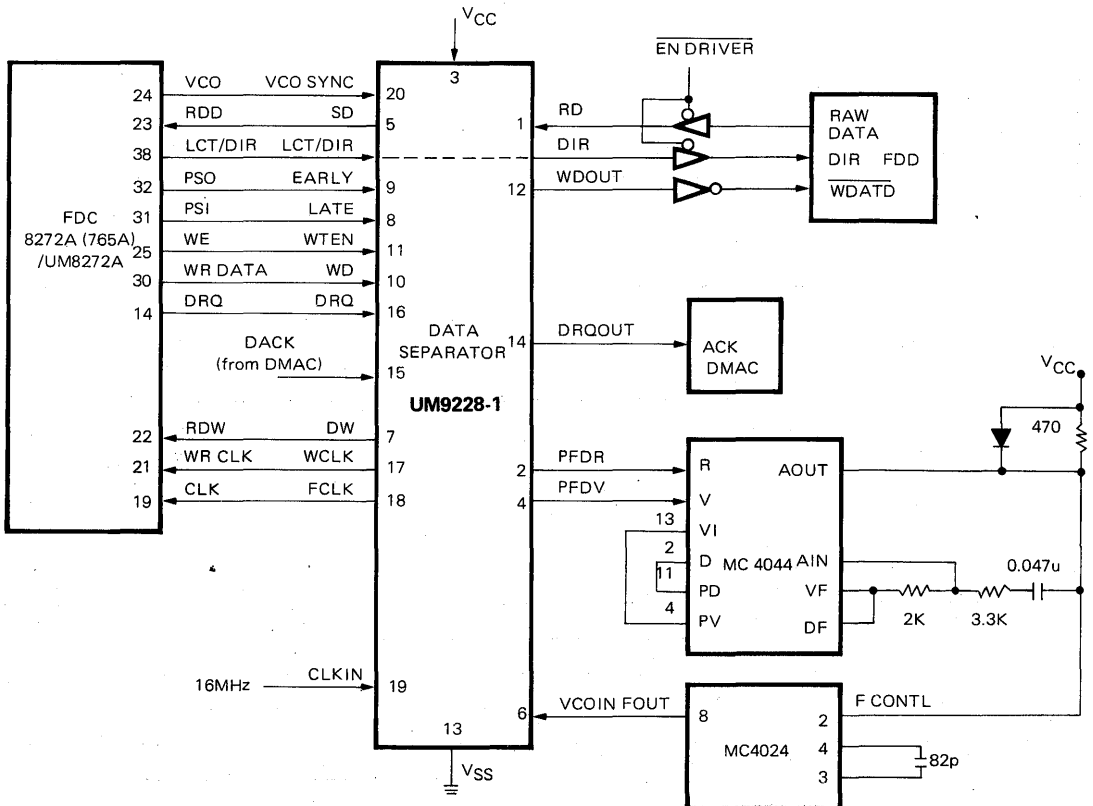 VCC
EN DRIVER
3
24 VCO VCO SYNC 20
23 RDD SD 5
38 LCT/DIR LCT/DIR
32 PSO EARLY 9
31 PSI LATE 8
25 WE WTEN 11
30 WR DATA WD 10
14 DRQ DRQ 16
FDC
8272A (765A)
/UM8272A
DACK
(from DMAC)
15
22 RDW DW 7
21 WR CLK WCLK 17
19 CLK FCLK 18
16MHz CLKIN 19
DATA
SEPARATOR
UM9228-1
13
VSS
1 RD
DIR
12 WDOUT
RAW
DATA
DIR FDD
WDATD
14 DRQOUT
ACK
DMAC
2 PFDR R
4 PFDV V
13 VI
2 D
11 PD
4 PV
MC 4044
AOUT
AIN
VF
DF
VCC
470
0.047u
2K
3.3K
6 VCOIN FOUT 8
MC4024
F CONTL
2
4
3
82p